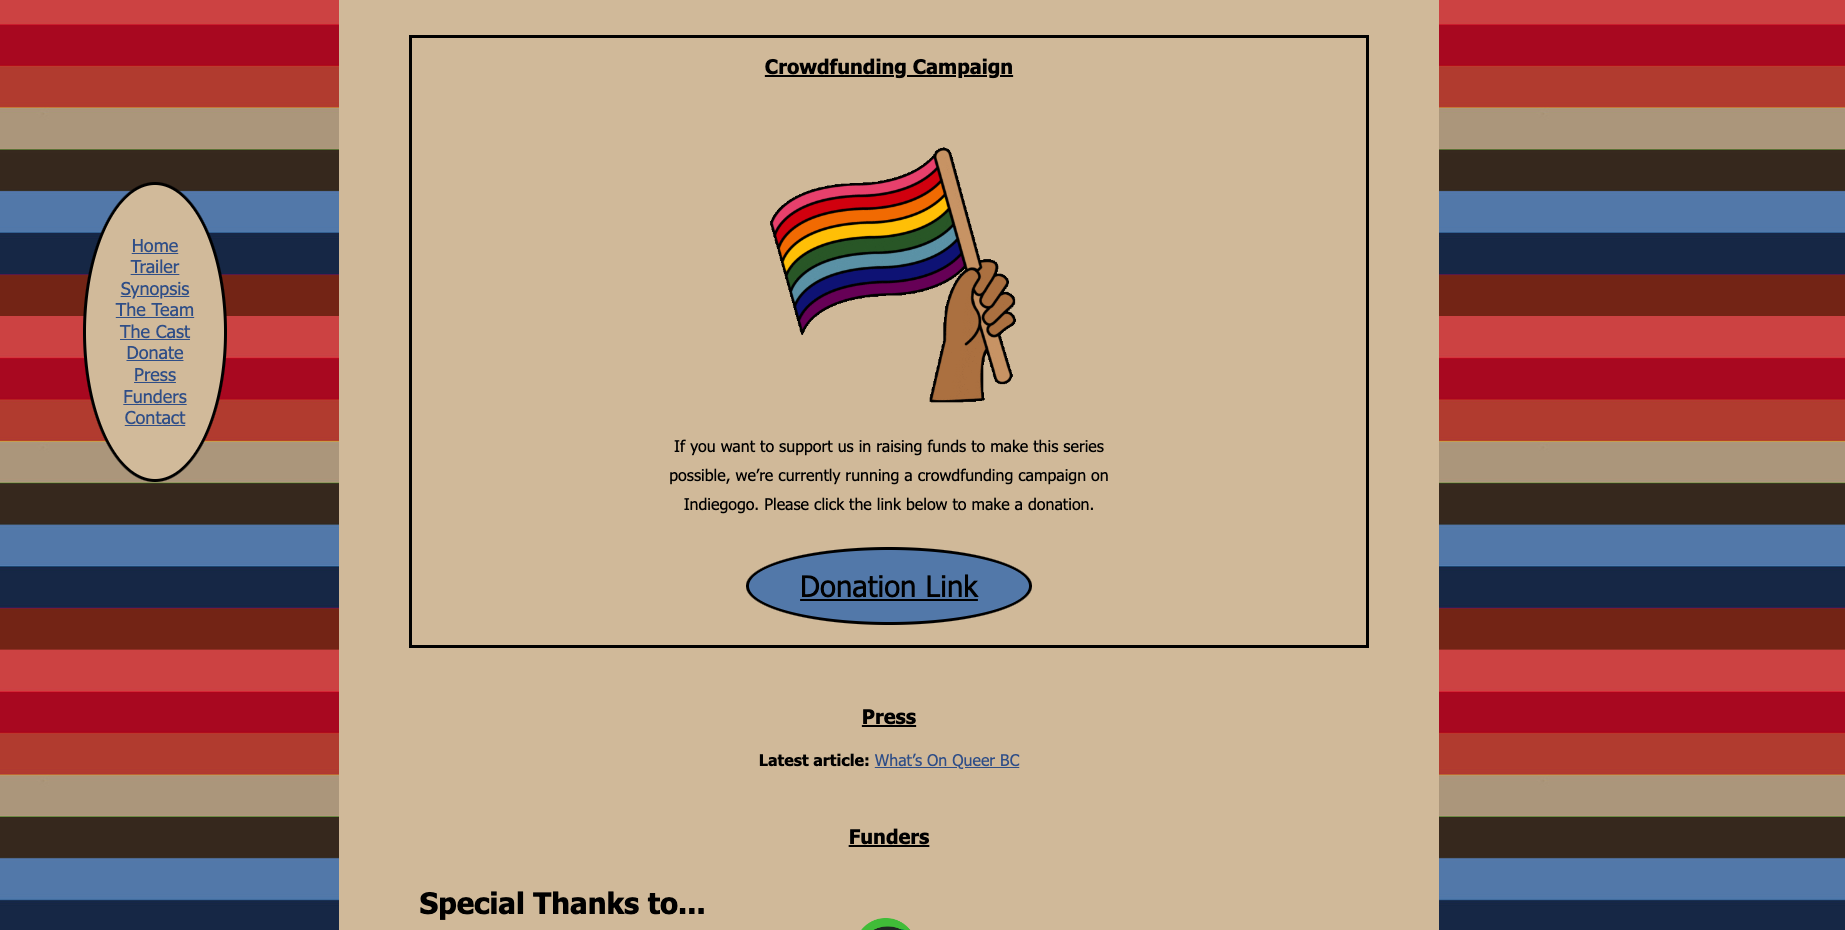 Crowdfunding Campaign
Home
Trailer
Synopsis
The Team
The Cast
Donate
Press
Funders
Contact
If you want to support us in raising funds to make this series
possible, we’re currently running a crowdfunding campaign on
Indiegogo. Please click the link below to make a donation.
Donation Link
Press
Latest article: What’s On Queer BC
Funders
Special Thanks to...